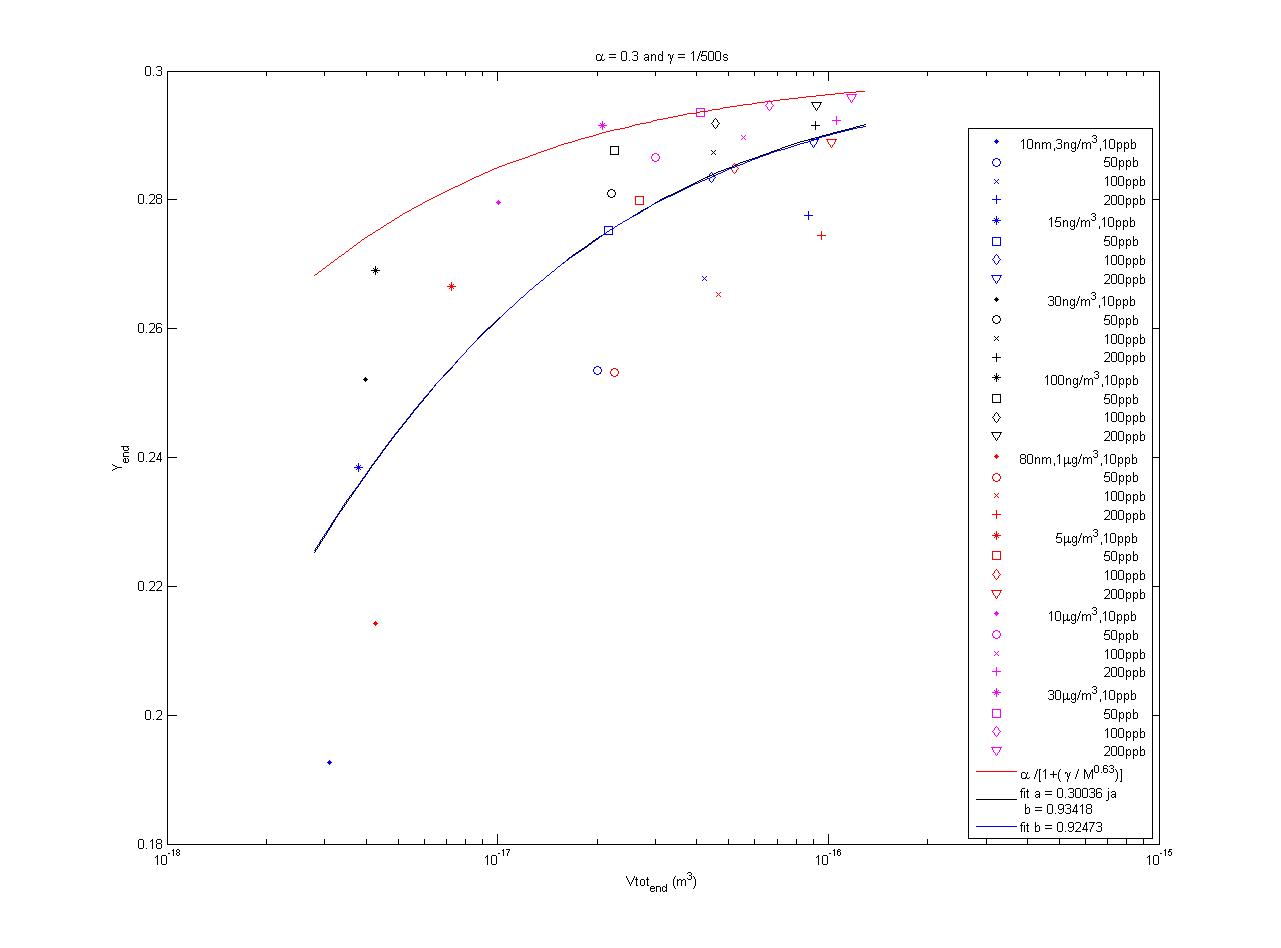 α = 0.3 and γ = 1/500s
0.3
0.28
0.26
0.24
0.22
0.2
0.18
Y_end
10^-18
10^-17
10^-16
10^-15
Vtot_end (m^3)
10nm,3ng/m^3,10ppb
50ppb
100ppb
200ppb
15ng/m^3,10ppb
50ppb
100ppb
200ppb
30ng/m^3,10ppb
50ppb
100ppb
200ppb
100ng/m^3,10ppb
50ppb
100ppb
200ppb
80nm,1μg/m^3,10ppb
50ppb
100ppb
200ppb
5μg/m^3,10ppb
50ppb
100ppb
200ppb
10μg/m^3,10ppb
50ppb
100ppb
200ppb
30μg/m^3,10ppb
50ppb
100ppb
200ppb
α /[1+( γ / M^0.63)]
fit a = 0.30036 ja
b = 0.93418
fit b = 0.92473